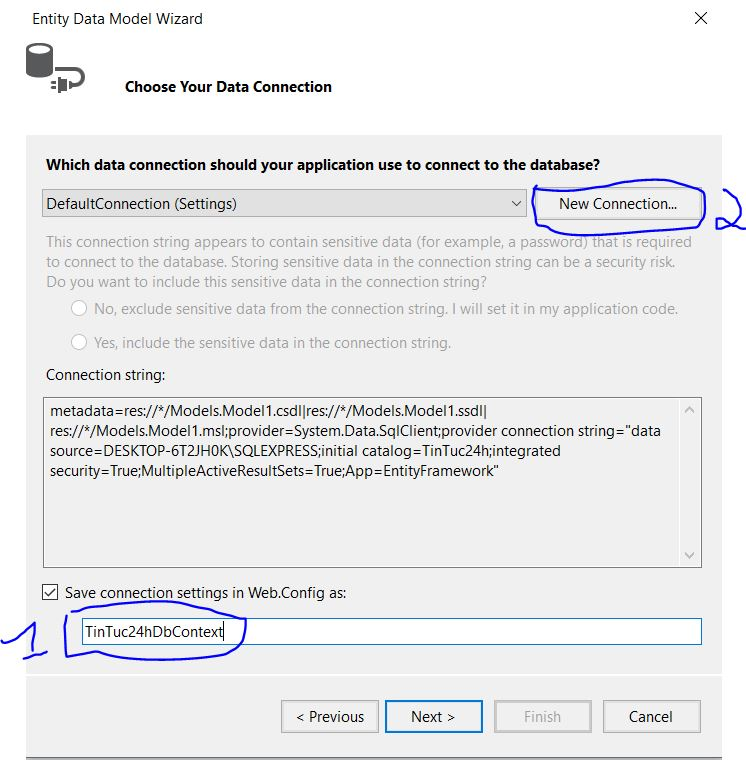 Entity Data Model Wizard
Choose Your Data Connection
Which data connection should your application use to connect to the database?
DefaultConnection (Settings)
New Connection...
2
This connection string appears to contain sensitive data (for example, a password) that is required
to connect to the database. Storing sensitive data in the connection string can be a security risk.
Do you want to include this sensitive data in the connection string?
No, exclude sensitive data from the connection string. I will set it in my application code.
Yes, include the sensitive data in the connection string.
Connection string:
metadata=res://*/Models.Model1.csdl|res://*/Models.Model1.ssdl|
res://*/Models.Model1.msl;provider=System.Data.SqlClient;provider connection string="data
source=DESKTOP-6T2JH0K\SQLEXPRESS;initial catalog=TinTuc24h;integrated
security=True;MultipleActiveResultSets=True;App=EntityFramework"
Save connection settings in Web.Config as:
1
TinTuc24hDbContext
< Previous
Next >
Finish
Cancel